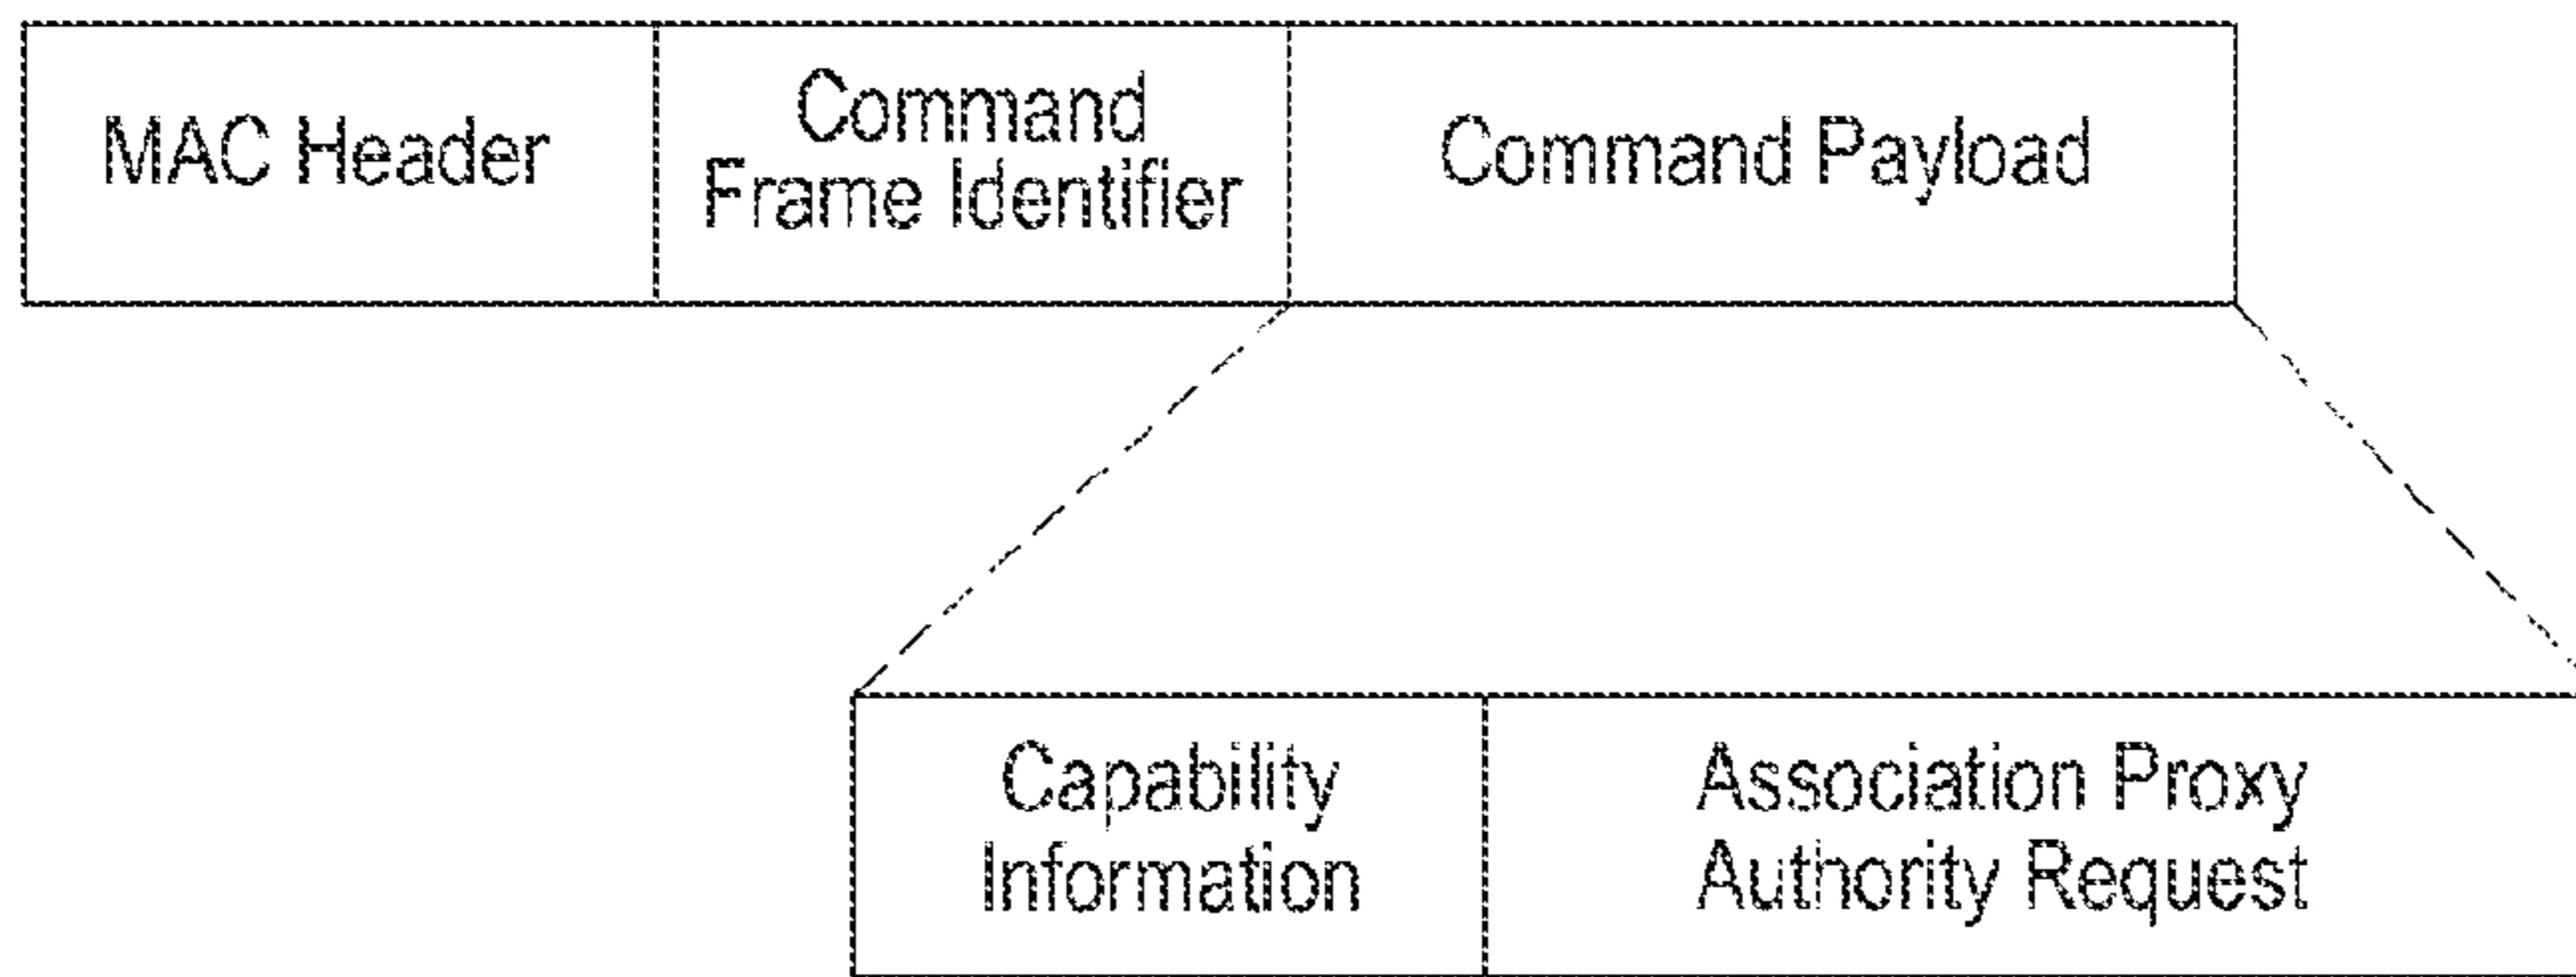 MAC Header
Command
Frame Identifier
Command Payload
Capability
Information
Association Proxy
Authority Request